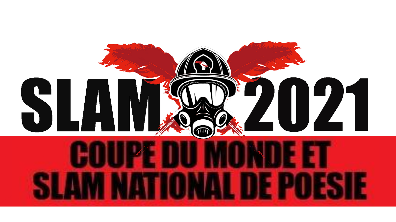 SLAM 2021
COUPE DU MONDE ET
SLAM NATIONAL DE POESIE